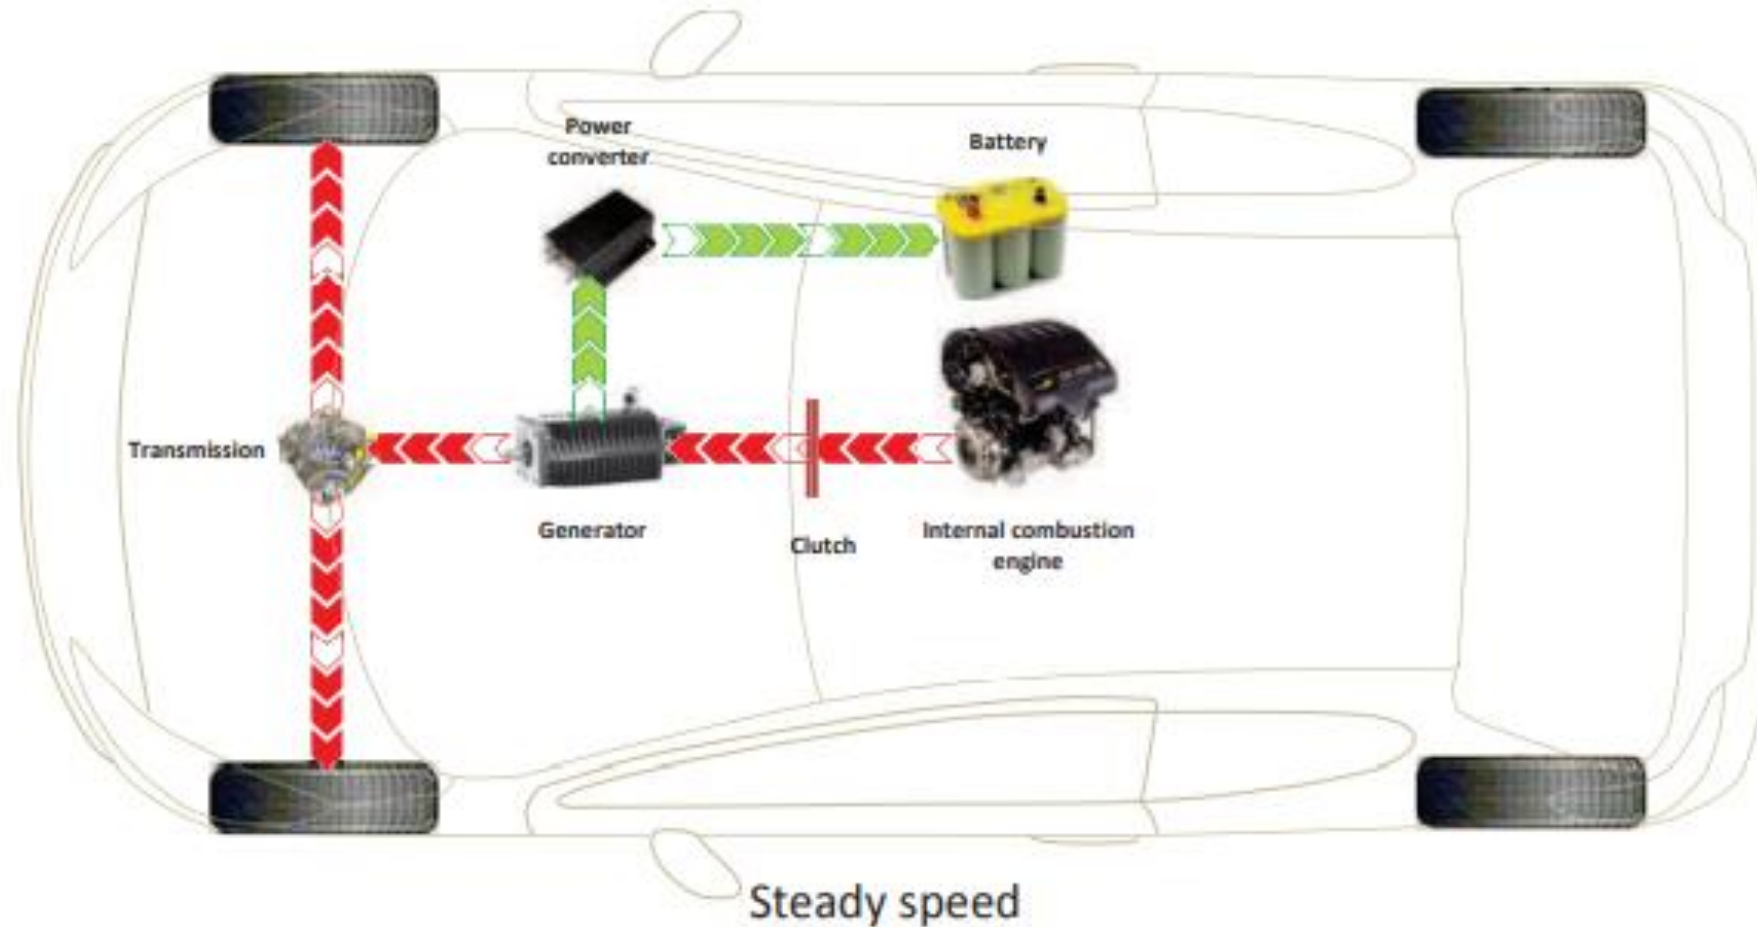 Power
converter
Battery
Transmission
Generator
Clutch
Internal combustion
engine
Steady speed